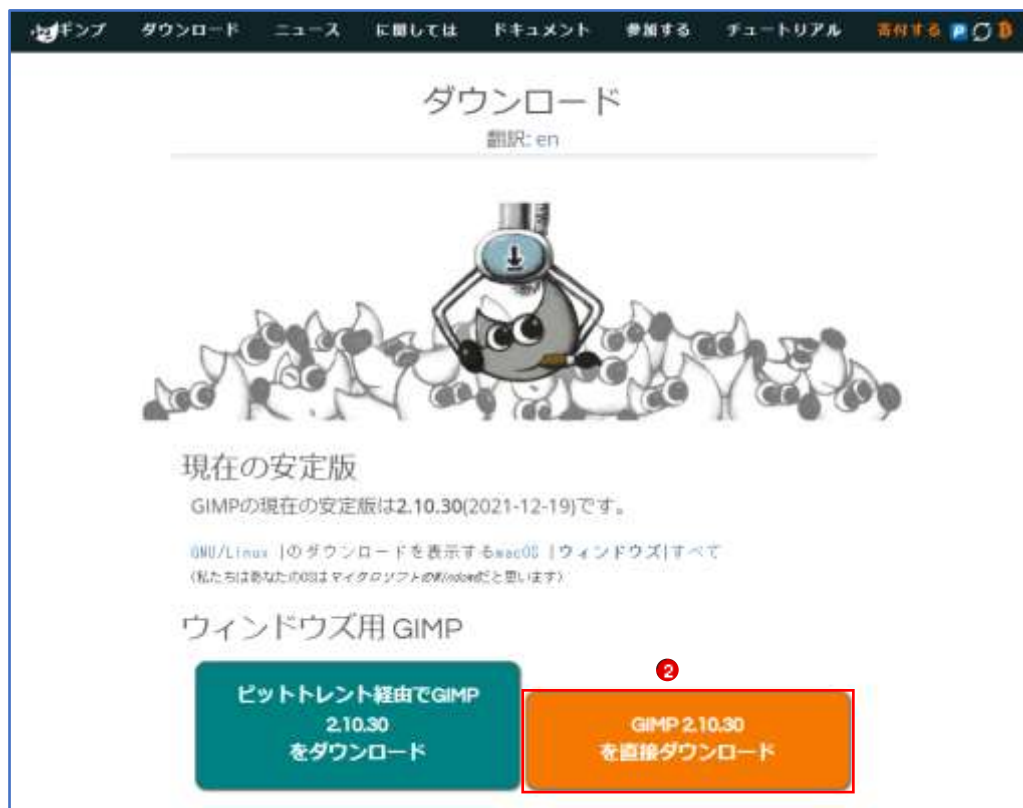 ギンプ ダウンロード ニュース に関しては ドキュメント 参加する チュートリアル 寄付する
ダウンロード
翻訳: en
現在の安定版
GIMPの現在の安定版は2.10.30(2021-12-19)です。
GNU/Linux |のダウンロードを表示するmacOS |ウィンドウズ|すべて
(私たちはあなたのOSはマイクロソフトのWindowsだと思います)
ウィンドウズ用 GIMP
2
ビットトレント経由でGIMP
2.10.30
をダウンロード
GIMP 2.10.30
を直接ダウンロード